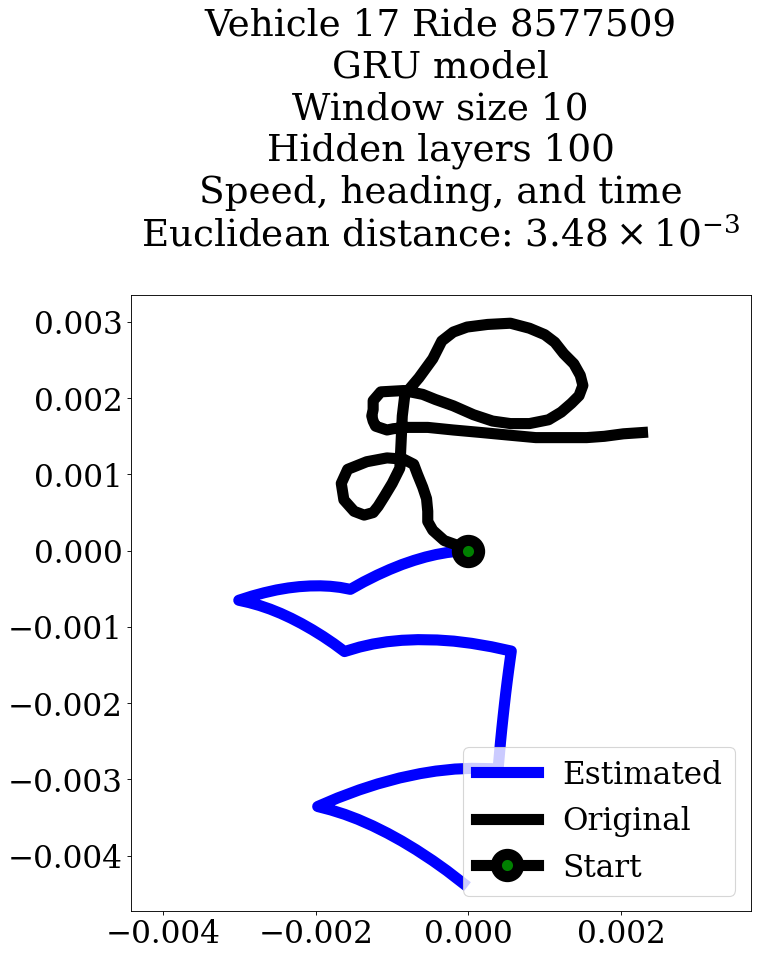 Vehicle 17 Ride 8577509
GRU model
Window size 10
Hidden layers 100
Speed, heading, and time
Euclidean distance: 3.48 × 10⁻³
0.003
0.002
0.001
0.000
−0.001
−0.002
−0.003
−0.004
Estimated
Original
Start
−0.004 −0.002 0.000 0.002